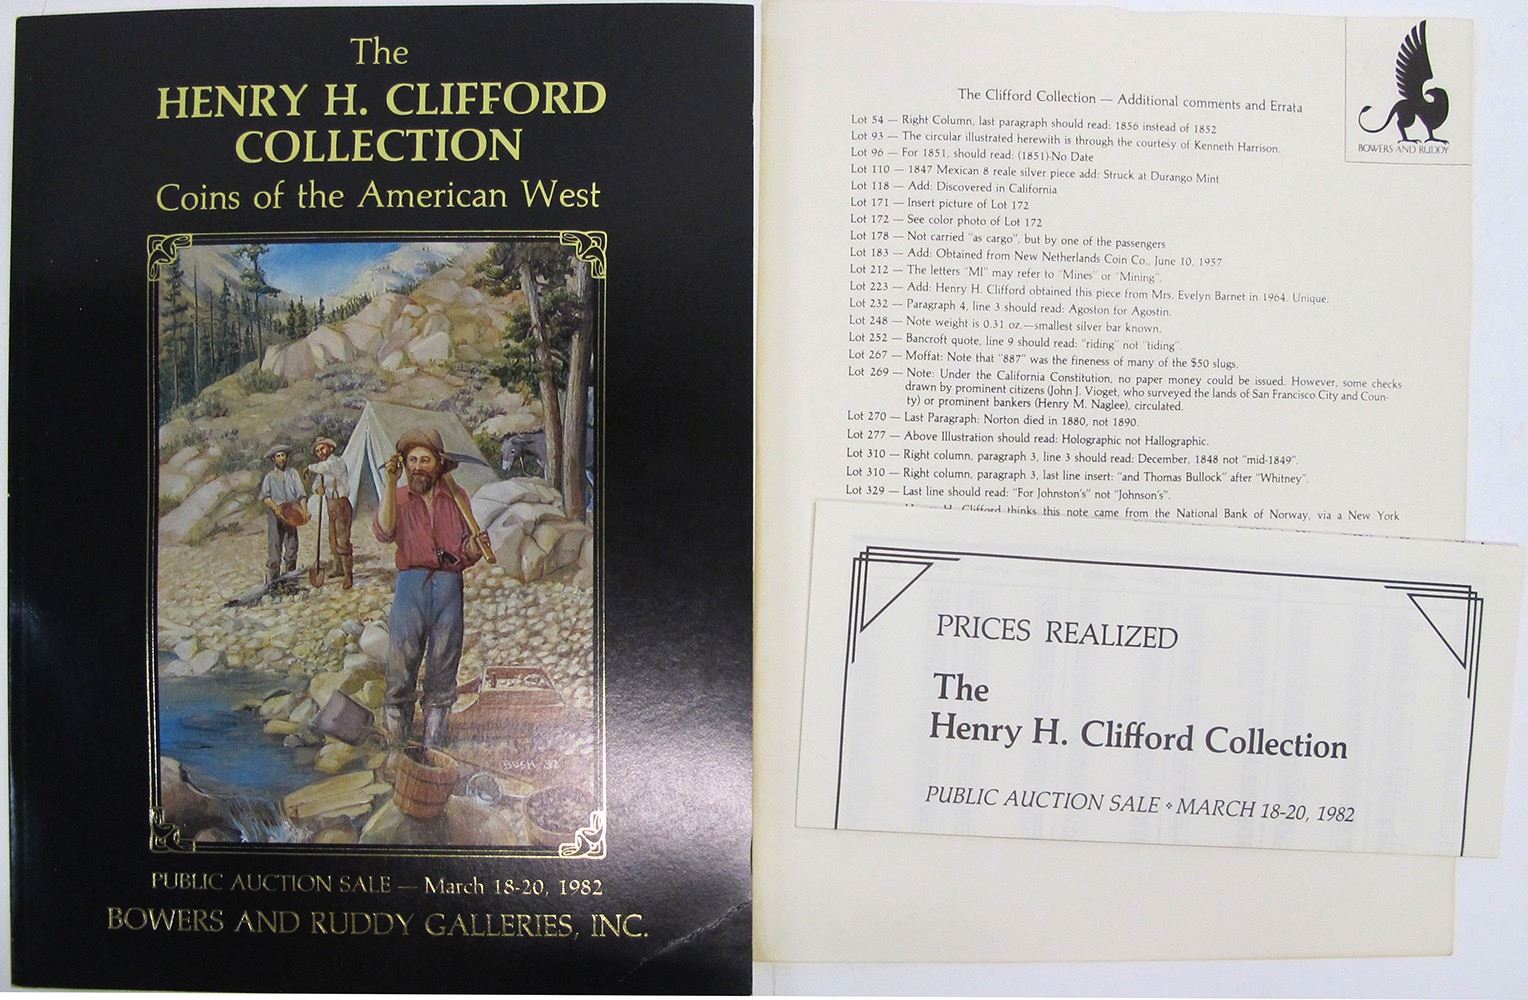 The
HENRY H. CLIFFORD
COLLECTION
Coins of the American West
BUSH 82
PUBLIC AUCTION SALE — March 18-20, 1982
BOWERS AND RUDDY GALLERIES, INC.
BOWERS AND RUDDY
The Clifford Collection — Additional comments and Errata
Lot 54 — Right Column, last paragraph should read: 1856 instead of 1852
Lot 93 — The circular illustrated herewith is through the courtesy of Kenneth Harrison.
Lot 96 — For 1851, should read: (1851)-No Date
Lot 110 — 1847 Mexican 8 reale silver piece add: Struck at Durango Mint
Lot 118 — Add: Discovered in California
Lot 171 — Insert picture of Lot 172
Lot 172 — See color photo of Lot 172
Lot 178 — Not carried "as cargo", but by one of the passengers
Lot 183 — Add: Obtained from New Netherlands Coin Co., June 10, 1957
Lot 212 — The letters "MI" may refer to "Mines" or "Mining".
Lot 223 — Add: Henry H. Clifford obtained this piece from Mrs. Evelyn Barnet in 1964. Unique.
Lot 232 — Paragraph 4, line 3 should read: Agoston for Agostin.
Lot 248 — Note weight is 0.31 oz.—smallest silver bar known.
Lot 252 — Bancroft quote, line 9 should read: "riding" not "tiding".
Lot 267 — Moffat: Note that "887" was the fineness of many of the $50 slugs.
Lot 269 — Note: Under the California Constitution, no paper money could be issued. However, some checks
drawn by prominent citizens (John J. Vioget, who surveyed the lands of San Francisco City and Coun-
ty) or prominent bankers (Henry M. Naglee), circulated.
Lot 270 — Last Paragraph: Norton died in 1880, not 1890.
Lot 277 — Above Illustration should read: Holographic not Hallographic.
Lot 310 — Right column, paragraph 3, line 3 should read: December, 1848 not "mid-1849".
Lot 310 — Right column, paragraph 3, last line insert: "and Thomas Bullock" after "Whitney".
Lot 329 — Last line should read: "For Johnston's" not "Johnson's".
Clifford thinks this note came from the National Bank of Norway, via a New York
PRICES REALIZED
The
Henry H. Clifford Collection
PUBLIC AUCTION SALE ❖ MARCH 18-20, 1982